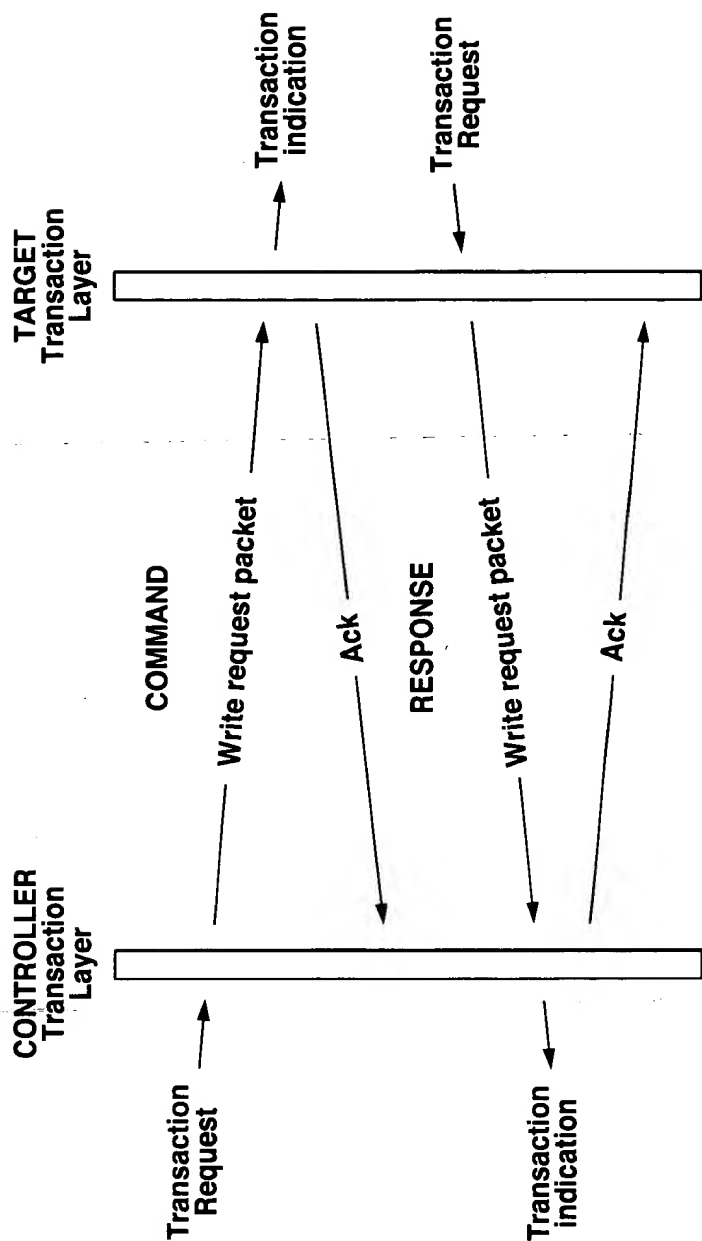 CONTROLLER
Transaction
Layer
TARGET
Transaction
Layer
Transaction
Request
COMMAND
Write request packet
Transaction
indication
Ack
RESPONSE
Transaction
Request
Write request packet
Transaction
indication
Ack